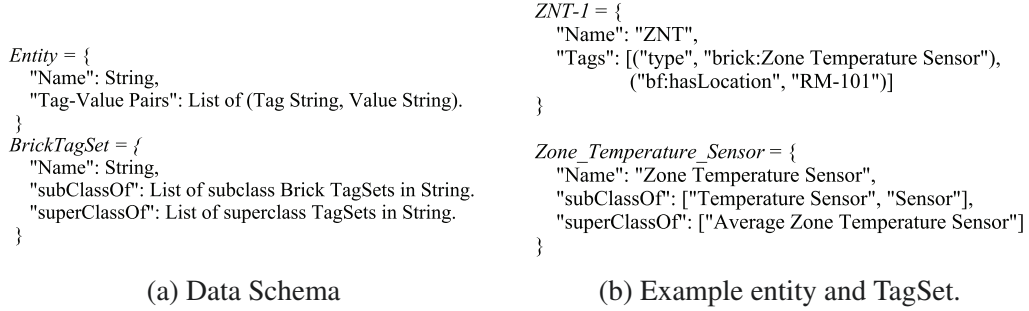 Entity = {
"Name": String,
"Tag-Value Pairs": List of (Tag String, Value String).
}
BrickTagSet = {
"Name": String,
"subClassOf": List of subclass Brick TagSets in String.
"superClassOf": List of superclass TagSets in String.
}
(a) Data Schema
ZNT-1 = {
"Name": "ZNT",
"Tags": [("type", "brick:Zone Temperature Sensor"),
("bf:hasLocation", "RM-101")]
}
Zone_Temperature_Sensor = {
"Name": "Zone Temperature Sensor",
"subClassOf": ["Temperature Sensor", "Sensor"],
"superClassOf": ["Average Zone Temperature Sensor"]
}
(b) Example entity and TagSet.